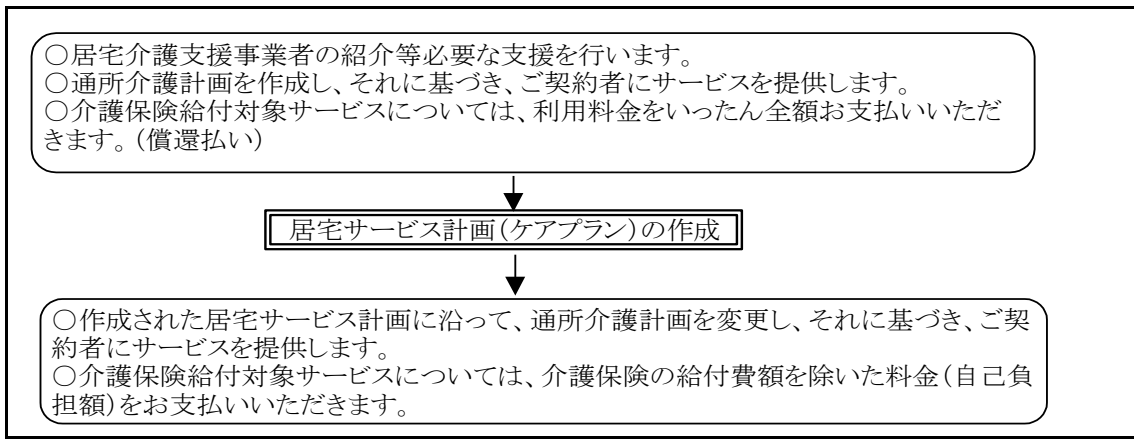 ○居宅介護支援事業者の紹介等必要な支援を行います。
○通所介護計画を作成し、それに基づき、ご契約者にサービスを提供します。
○介護保険給付対象サービスについては、利用料金をいったん全額お支払いいただ
きます。(償還払い)
居宅サービス計画(ケアプラン)の作成
○作成された居宅サービス計画に沿って、通所介護計画を変更し、それに基づき、ご契
約者にサービスを提供します。
○介護保険給付対象サービスについては、介護保険の給付費額を除いた料金(自己負
担額)をお支払いいただきます。